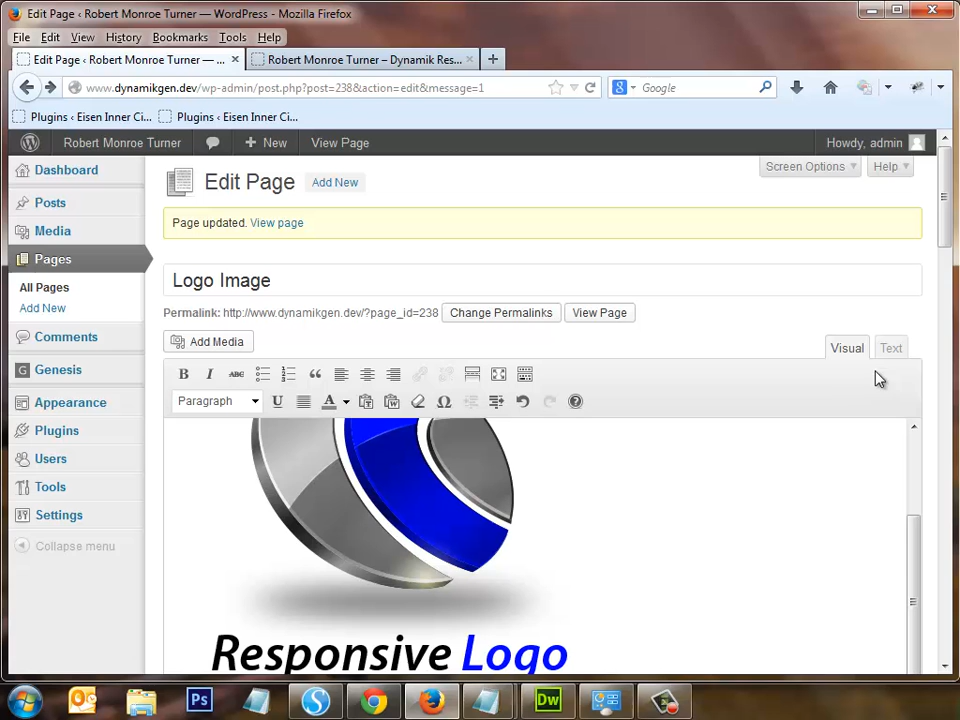 Edit Page ‹ Robert Monroe Turner — WordPress - Mozilla Firefox
File Edit View History Bookmarks Tools Help
Edit Page ‹ Robert Monroe Turner — ... × Robert Monroe Turner – Dynamik Res... × +
www.dynamikgen.dev/wp-admin/post.php?post=238&action=edit&message=1 Google
Plugins ‹ Eisen Inner Ci... Plugins ‹ Eisen Inner Ci...
Robert Monroe Turner + New View Page Howdy, admin
Screen Options Help
Dashboard
Posts
Media
Pages
All Pages
Add New
Comments
Genesis
Appearance
Plugins
Users
Tools
Settings
Collapse menu
Edit Page Add New
Page updated. View page
Logo Image
Permalink: http://www.dynamikgen.dev/?page_id=238 Change Permalinks View Page
Add Media
Visual Text
B I ABC
Paragraph U A Ω
Responsive Logo
Ps Dw